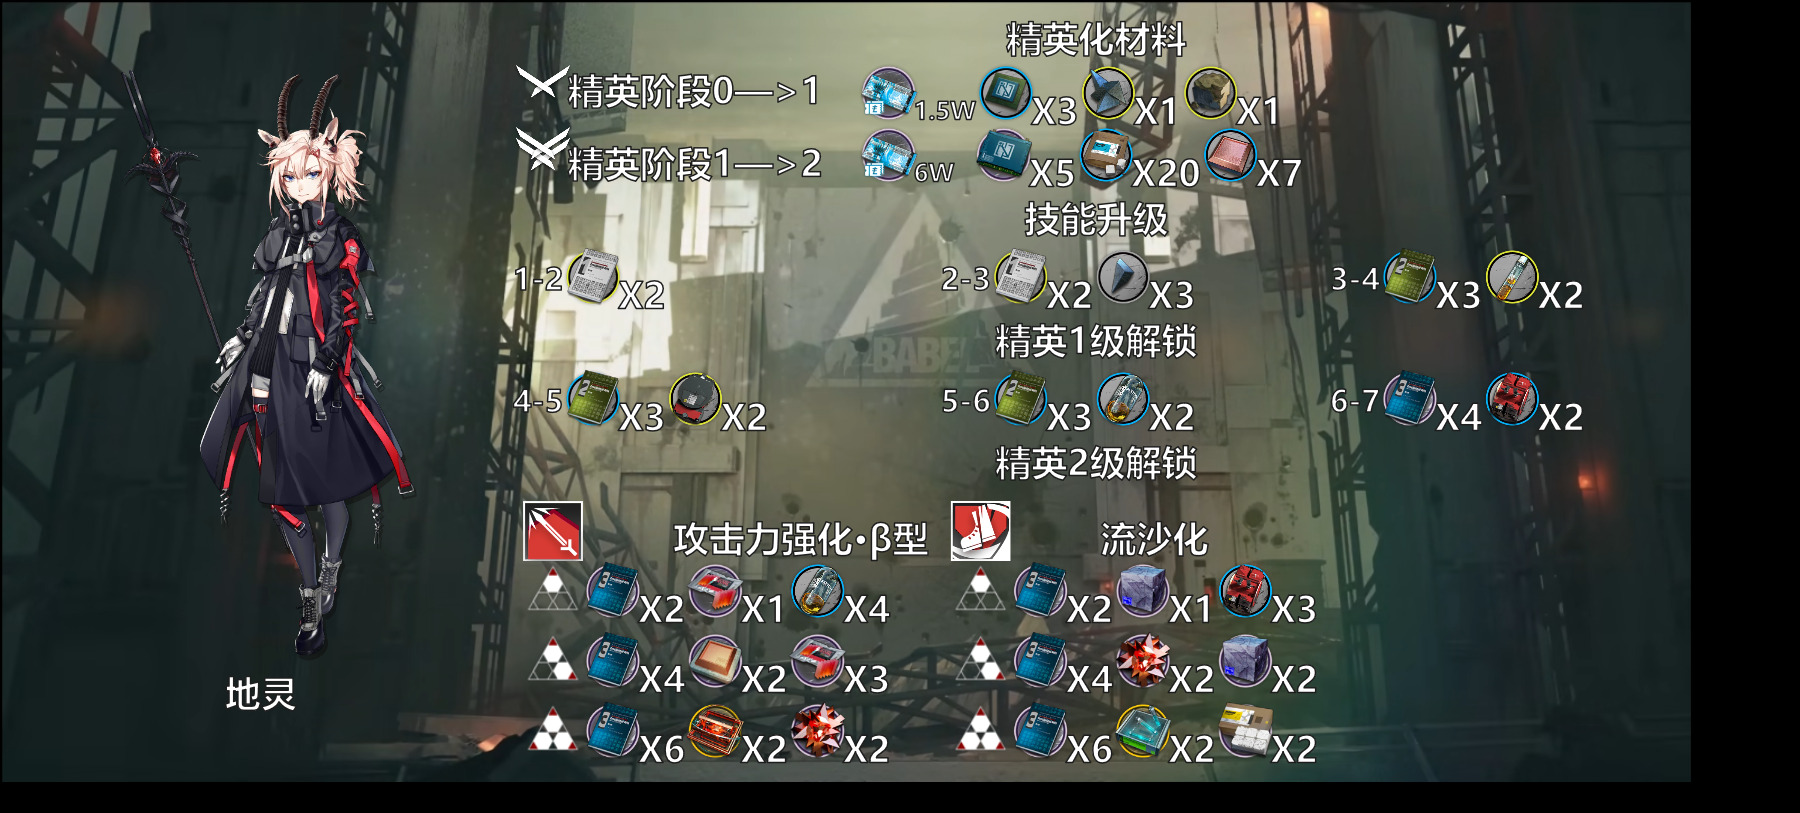 精英化材料
精英阶段0—>1 1.5W X3 X1 X1
精英阶段1—>2 6W X5 X20 X7
技能升级
1-2 X2 2-3 X2 X3 3-4 X3 X2
精英1级解锁
BABEL
4-5 X3 X2 5-6 X3 X2 6-7 X4 X2
精英2级解锁
攻击力强化·β型 流沙化
X2 X1 X4 X2 X1 X3
X4 X2 X3 X4 X2 X2
地灵
X6 X2 X2 X6 X2 X2